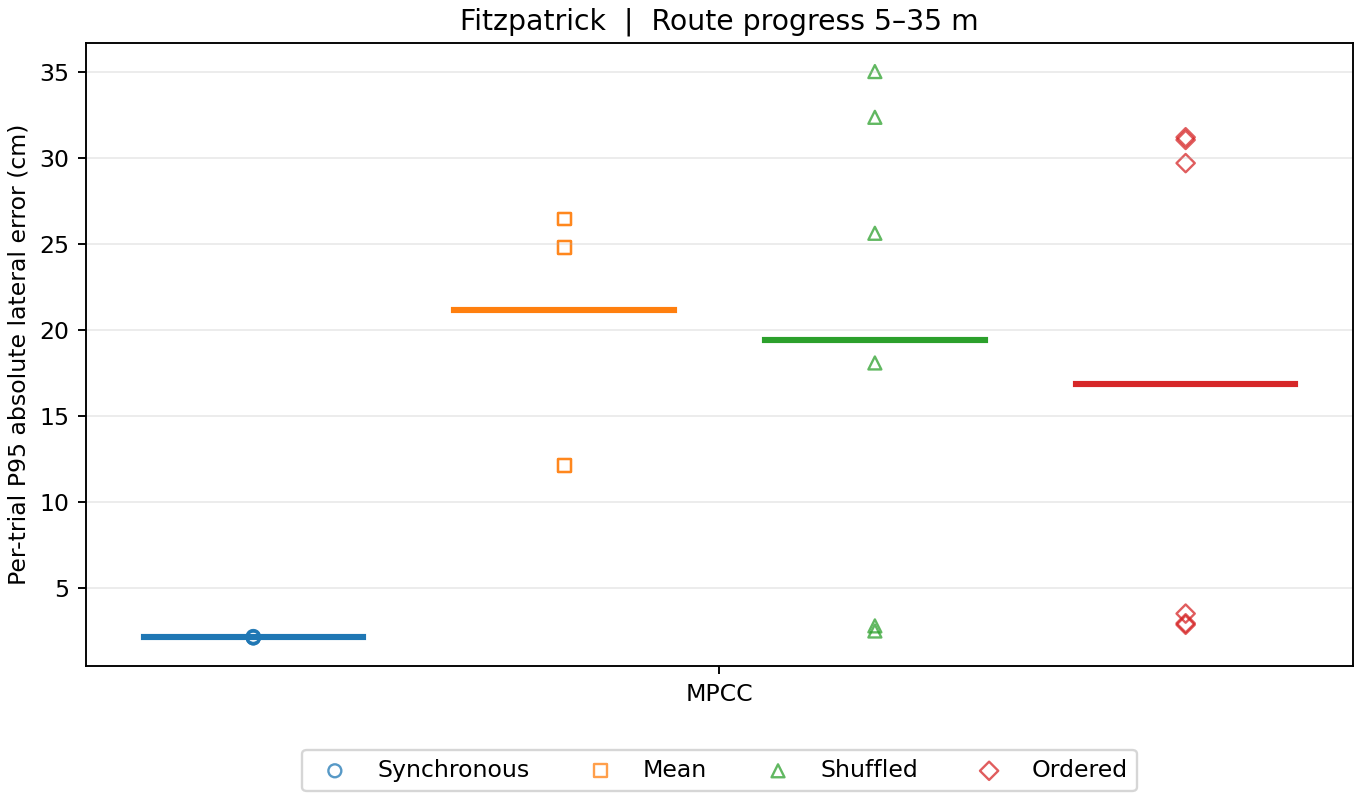 Fitzpatrick | Route progress 5–35 m
Per-trial P95 absolute lateral error (cm)
35
30
25
20
15
10
5
MPCC
Synchronous Mean Shuffled Ordered